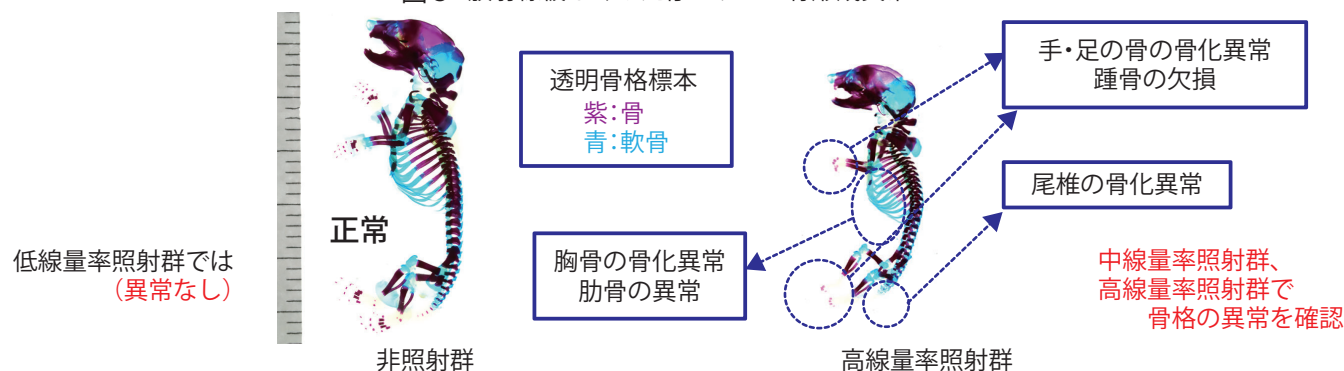 透明骨格標本
紫：骨
青：軟骨
手・足の骨の骨化異常
踵骨の欠損
尾椎の骨化異常
正常
胸骨の骨化異常
肋骨の異常
低線量率照射群では
（異常なし）
中線量率照射群、
高線量率照射群で
骨格の異常を確認
非照射群
高線量率照射群